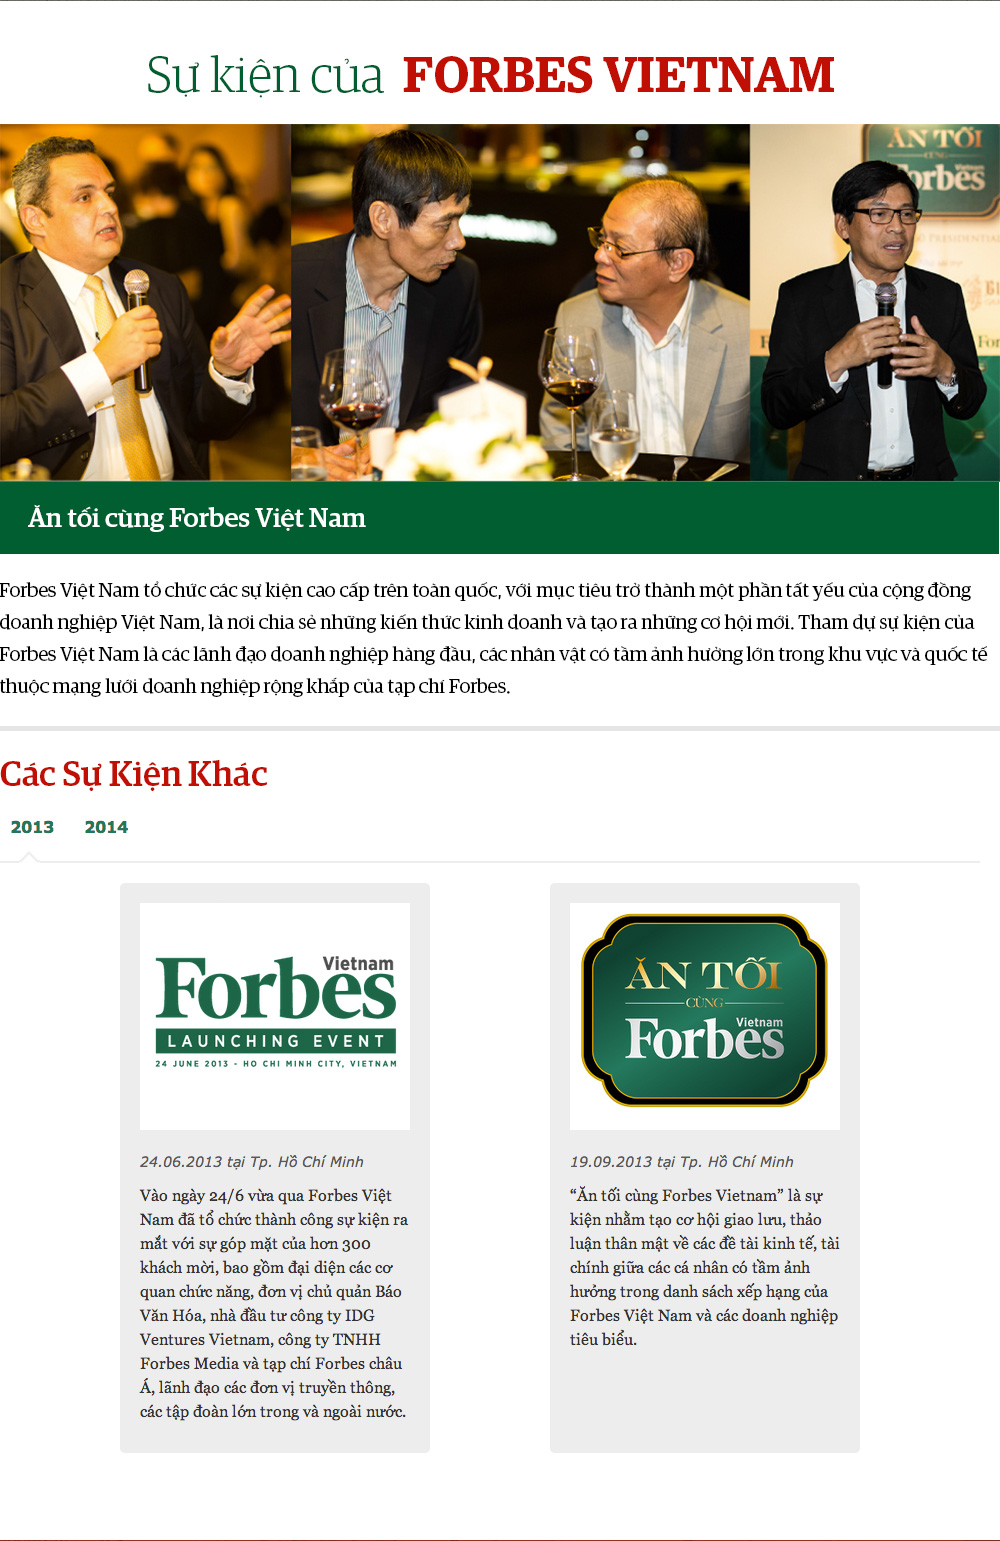 Sự kiện của FORBES VIETNAM
ĂN TỐI
CÙNG
Vietnam
orbes
PRESIDENTIAL
Ăn tối cùng Forbes Việt Nam
Forbes Việt Nam tổ chức các sự kiện cao cấp trên toàn quốc, với mục tiêu trở thành một phần tất yếu của cộng đồng
doanh nghiệp Việt Nam, là nơi chia sẻ những kiến thức kinh doanh và tạo ra những cơ hội mới. Tham dự sự kiện của
Forbes Việt Nam là các lãnh đạo doanh nghiệp hàng đầu, các nhân vật có tầm ảnh hưởng lớn trong khu vực và quốc tế
thuộc mạng lưới doanh nghiệp rộng khắp của tạp chí Forbes.
Các Sự Kiện Khác
2013 2014
Forbes Vietnam
LAUNCHING EVENT
24 JUNE 2013 - HO CHI MINH CITY, VIETNAM
24.06.2013 tại Tp. Hồ Chí Minh
Vào ngày 24/6 vừa qua Forbes Việt
Nam đã tổ chức thành công sự kiện ra
mắt với sự góp mặt của hơn 300
khách mời, bao gồm đại diện các cơ
quan chức năng, đơn vị chủ quản Báo
Văn Hóa, nhà đầu tư công ty IDG
Ventures Vietnam, công ty TNHH
Forbes Media và tạp chí Forbes châu
Á, lãnh đạo các đơn vị truyền thông,
các tập đoàn lớn trong và ngoài nước.
ĂN TỐI
CÙNG
Forbes Vietnam
19.09.2013 tại Tp. Hồ Chí Minh
“Ăn tối cùng Forbes Vietnam” là sự
kiện nhằm tạo cơ hội giao lưu, thảo
luận thân mật về các đề tài kinh tế, tài
chính giữa các cá nhân có tầm ảnh
hưởng trong danh sách xếp hạng của
Forbes Việt Nam và các doanh nghiệp
tiêu biểu.